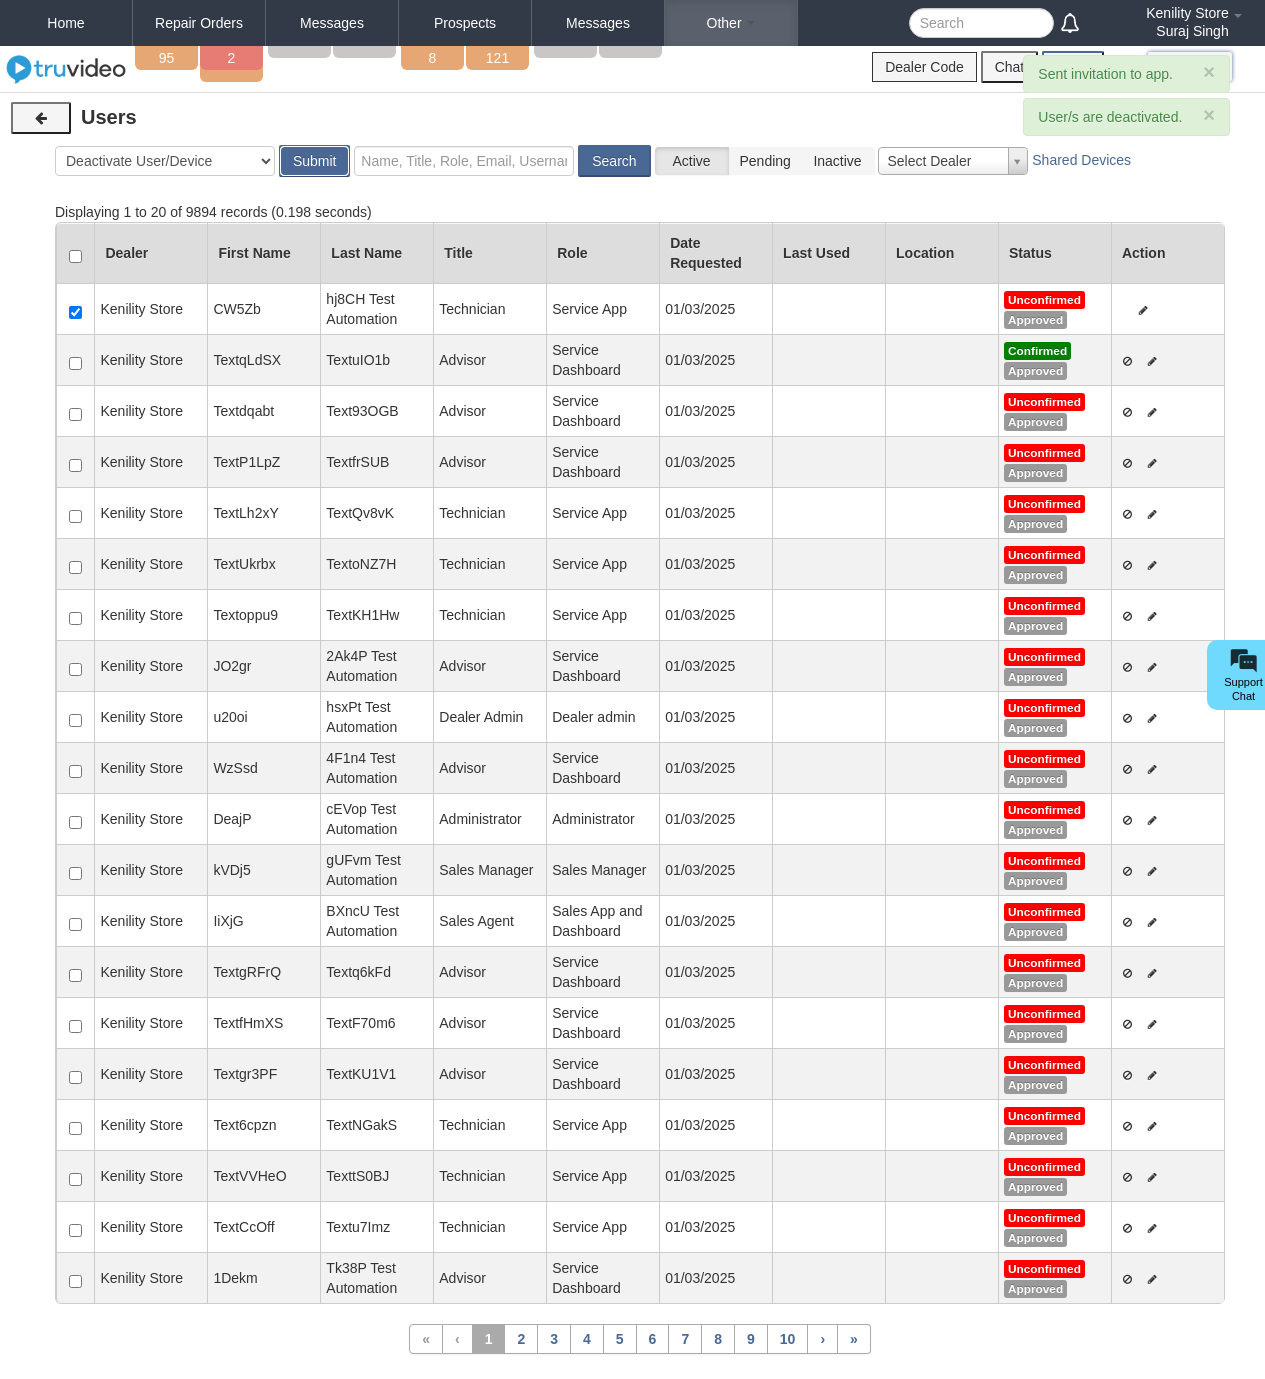 Home
Repair Orders
Messages
Prospects
Messages
Other
Search
Kenility Store
Suraj Singh
truvideo
95
2
8
121
Dealer Code
Chat
Sent invitation to app. ×
User/s are deactivated. ×
Users
Deactivate User/Device
Submit
Name, Title, Role, Email, Usernar
Search
Active
Pending
Inactive
Select Dealer
Shared Devices
Displaying 1 to 20 of 9894 records (0.198 seconds)
Dealer First Name Last Name Title Role Date Requested Last Used Location Status Action
Kenility Store CW5Zb hj8CH Test Automation Technician Service App 01/03/2025 Unconfirmed Approved
Kenility Store TextqLdSX TextuIO1b Advisor Service Dashboard 01/03/2025 Confirmed Approved
Kenility Store Textdqabt Text93OGB Advisor Service Dashboard 01/03/2025 Unconfirmed Approved
Kenility Store TextP1LpZ TextfrSUB Advisor Service Dashboard 01/03/2025 Unconfirmed Approved
Kenility Store TextLh2xY TextQv8vK Technician Service App 01/03/2025 Unconfirmed Approved
Kenility Store TextUkrbx TextoNZ7H Technician Service App 01/03/2025 Unconfirmed Approved
Kenility Store Textoppu9 TextKH1Hw Technician Service App 01/03/2025 Unconfirmed Approved
Kenility Store JO2gr 2Ak4P Test Automation Advisor Service Dashboard 01/03/2025 Unconfirmed Approved
Kenility Store u20oi hsxPt Test Automation Dealer Admin Dealer admin 01/03/2025 Unconfirmed Approved
Kenility Store WzSsd 4F1n4 Test Automation Advisor Service Dashboard 01/03/2025 Unconfirmed Approved
Kenility Store DeajP cEVop Test Automation Administrator Administrator 01/03/2025 Unconfirmed Approved
Kenility Store kVDj5 gUFvm Test Automation Sales Manager Sales Manager 01/03/2025 Unconfirmed Approved
Kenility Store IiXjG BXncU Test Automation Sales Agent Sales App and Dashboard 01/03/2025 Unconfirmed Approved
Kenility Store TextgRFrQ Textq6kFd Advisor Service Dashboard 01/03/2025 Unconfirmed Approved
Kenility Store TextfHmXS TextF70m6 Advisor Service Dashboard 01/03/2025 Unconfirmed Approved
Kenility Store Textgr3PF TextKU1V1 Advisor Service Dashboard 01/03/2025 Unconfirmed Approved
Kenility Store Text6cpzn TextNGakS Technician Service App 01/03/2025 Unconfirmed Approved
Kenility Store TextVVHeO TexttS0BJ Technician Service App 01/03/2025 Unconfirmed Approved
Kenility Store TextCcOff Textu7Imz Technician Service App 01/03/2025 Unconfirmed Approved
Kenility Store 1Dekm Tk38P Test Automation Advisor Service Dashboard 01/03/2025 Unconfirmed Approved
Support
Chat
« ‹ 1 2 3 4 5 6 7 8 9 10 › »